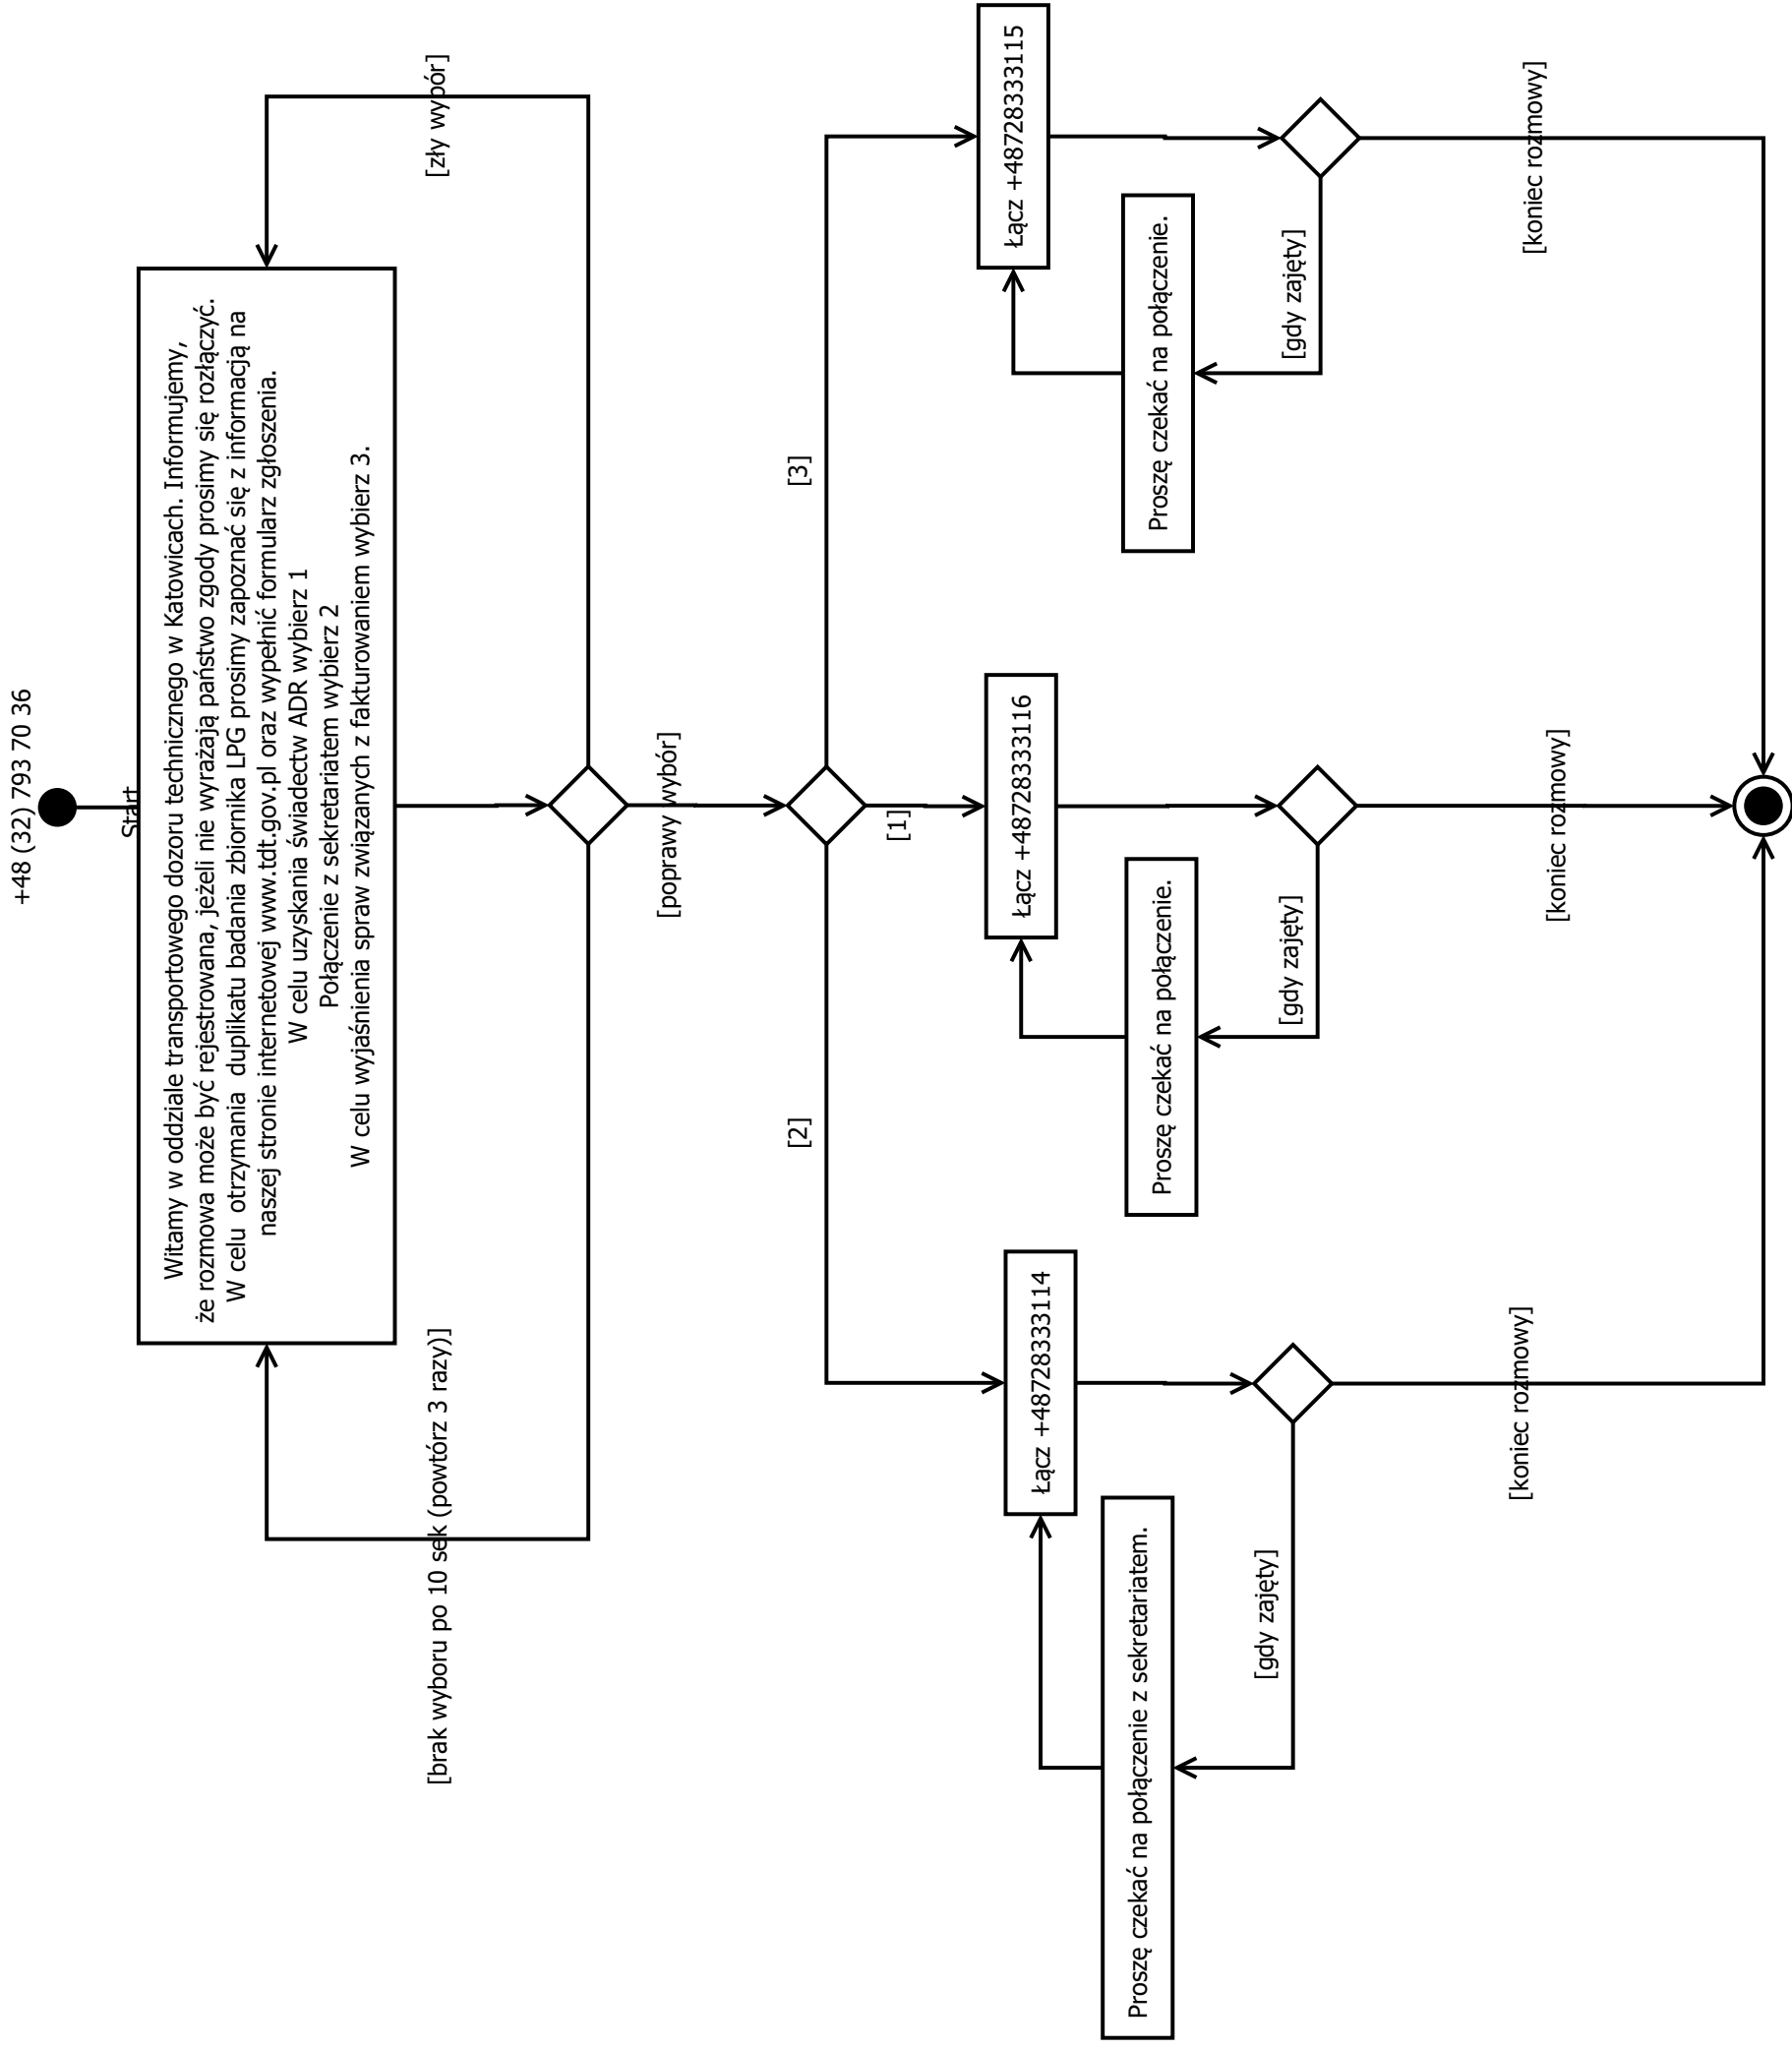 +48 (32) 793 70 36
Start
Witamy w oddziale transportowego dozoru technicznego w Katowicach. Informujemy,
że rozmowa może być rejestrowana, jeżeli nie wyrażają państwo zgody prosimy się rozłączyć.
W celu  otrzymania  duplikatu badania zbiornika LPG prosimy zapoznać się z informacją na
naszej stronie internetowej www.tdt.gov.pl oraz wypełnić formularz zgłoszenia.
W celu uzyskania świadectw ADR wybierz 1
Połączenie z sekretariatem wybierz 2
W celu wyjaśnienia spraw związanych z fakturowaniem wybierz 3.
[brak wyboru po 10 sek (powtórz 3 razy)]
[zły wybór]
[poprawy wybór]
[2]
[1]
[3]
Łącz +48728333114
Łącz +48728333116
Łącz +48728333115
Proszę czekać na połączenie z sekretariatem.
Proszę czekać na połączenie.
Proszę czekać na połączenie.
[gdy zajęty]
[gdy zajęty]
[gdy zajęty]
[koniec rozmowy]
[koniec rozmowy]
[koniec rozmowy]